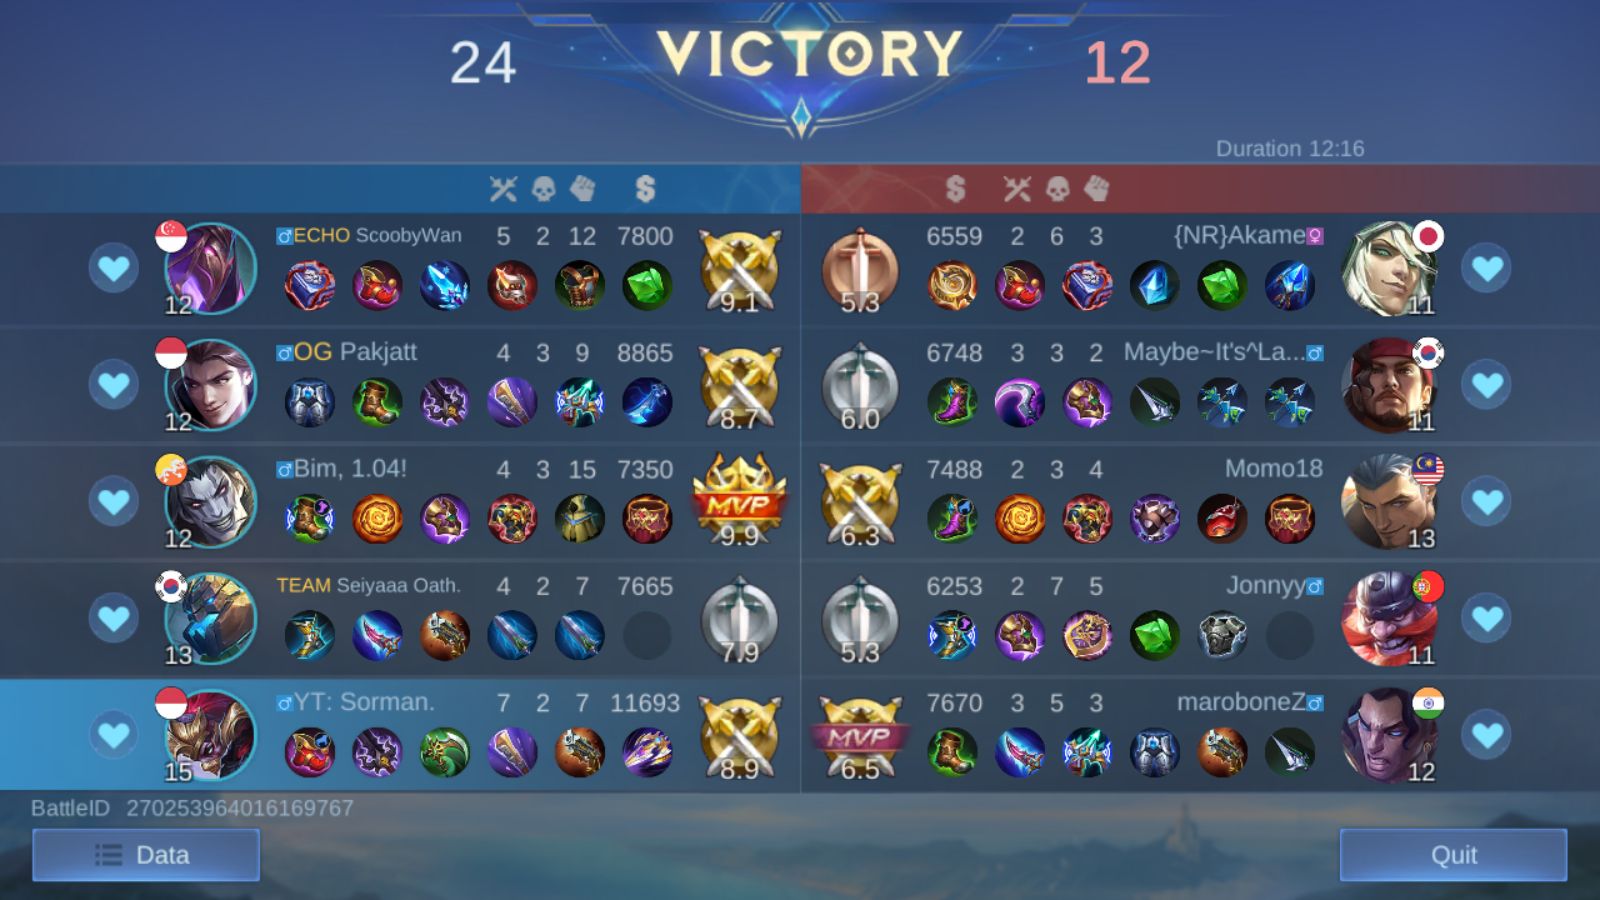 24 VICTORY 12
Duration 12:16
ECHO ScoobyWan 5 2 12 7800
12 9.1
6559 2 6 3 {NR}Akame
5.3 11
OG Pakjatt 4 3 9 8865
12 8.7
6748 3 3 2 Maybe~It's^La...
6.0 11
Bim, 1.04! 4 3 15 7350
12 MVP 9.9
7488 2 3 4 Momo18
6.3 13
TEAM Seiyaaa Oath. 4 2 7 7665
13 7.9
6253 2 7 5 Jonnyy
5.3 11
YT: Sorman. 7 2 7 11693
15 8.9
7670 3 5 3 maroboneZ
MVP 6.5 12
BattleID 270253964016169767
Data
Quit